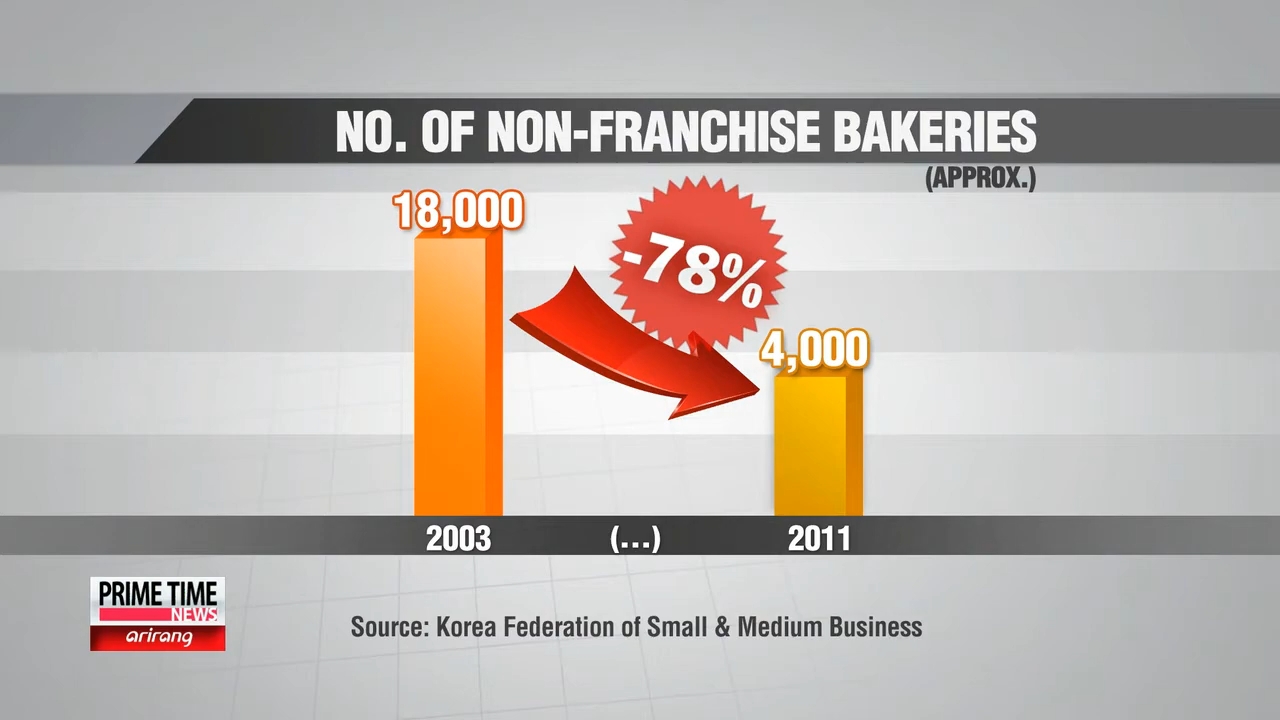 NO. OF NON-FRANCHISE BAKERIES
(APPROX.)
18,000
-78%
4,000
2003 (...) 2011
PRIME TIME
NEWS
arirang
Source: Korea Federation of Small & Medium Business